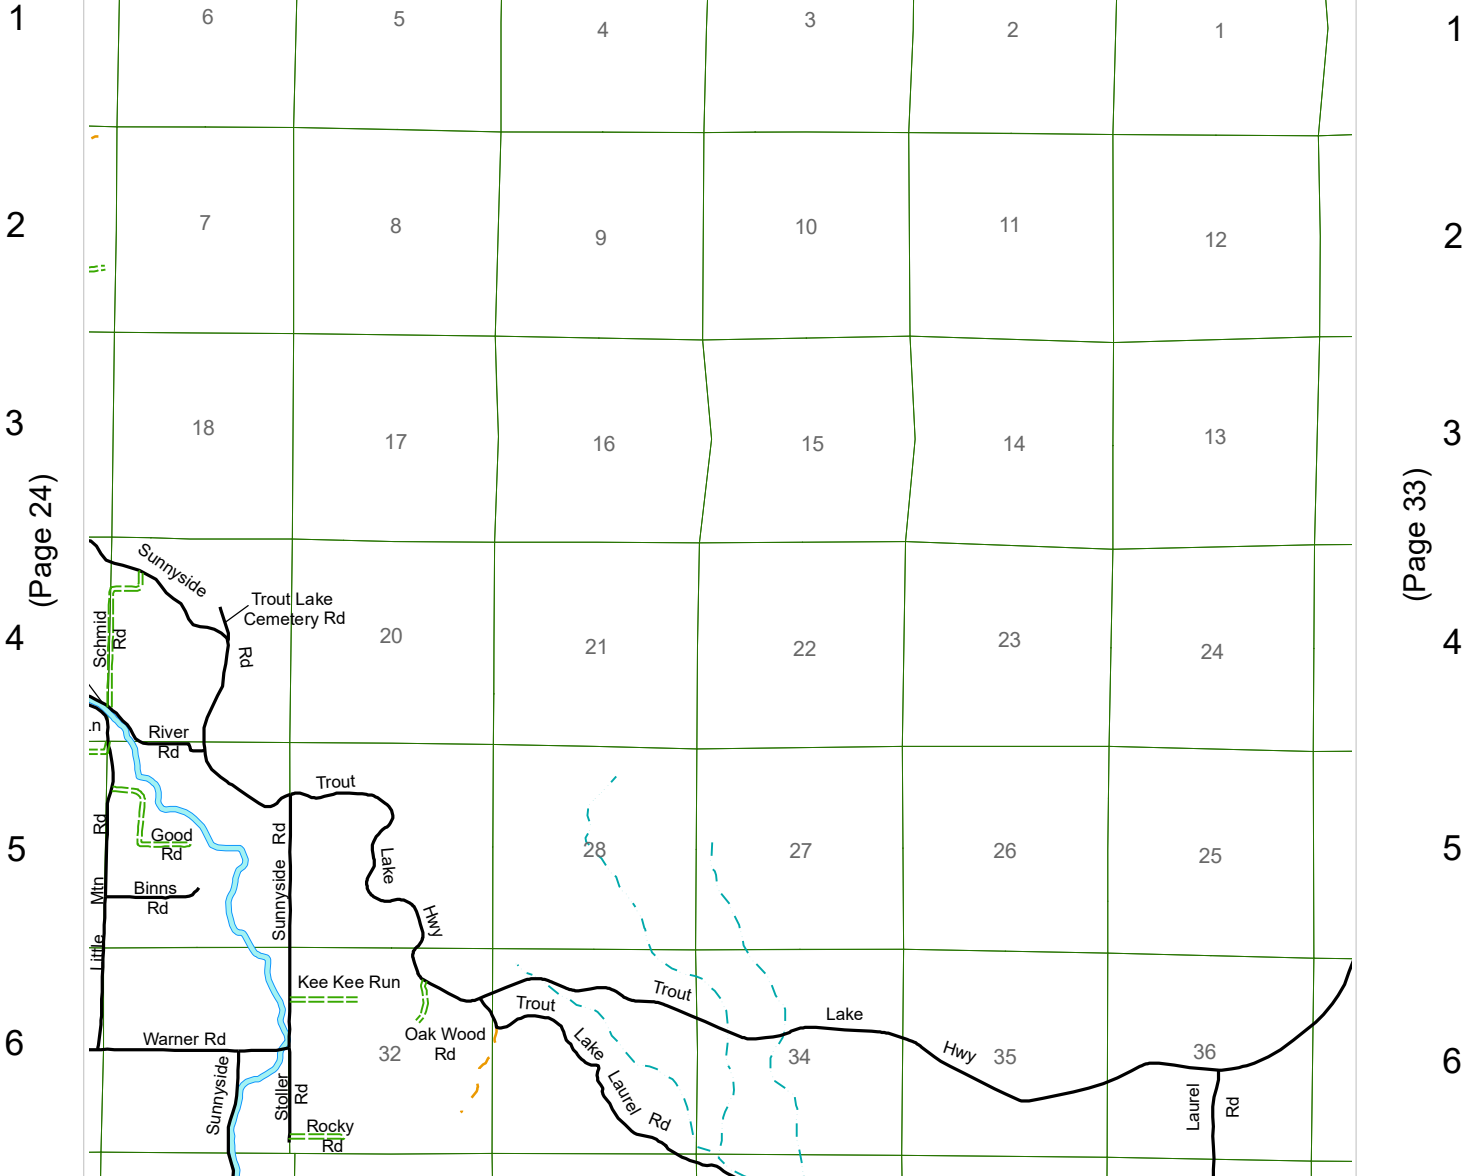 1
6
5
4
3
2
1
1
2
7
8
9
10
11
12
2
3
18
17
16
15
14
13
3
(Page 24)
(Page 33)
Sunnyside
Trout Lake
Cemetery Rd
Schmid
Rd
Rd
4
20
21
22
23
24
4
.n
River
Rd
Trout
Rd
Good
Rd
Rd
Sunnyside
Lake
5
28
27
26
25
5
Mtn
Binns
Rd
Hwy
Little
Kee Kee Run
Trout
Trout
Lake
Warner Rd
Oak Wood
Rd
Lake
Hwy
6
32
34
35
36
6
Sunnyside
Stoller
Rd
Laurel
Rd
Laurel
Rd
Rocky
Rd